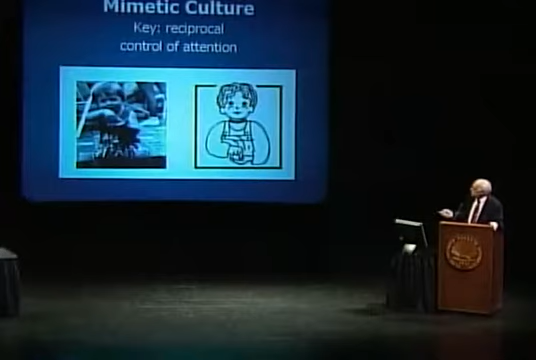 Mimetic Culture
Key: reciprocal
control of attention